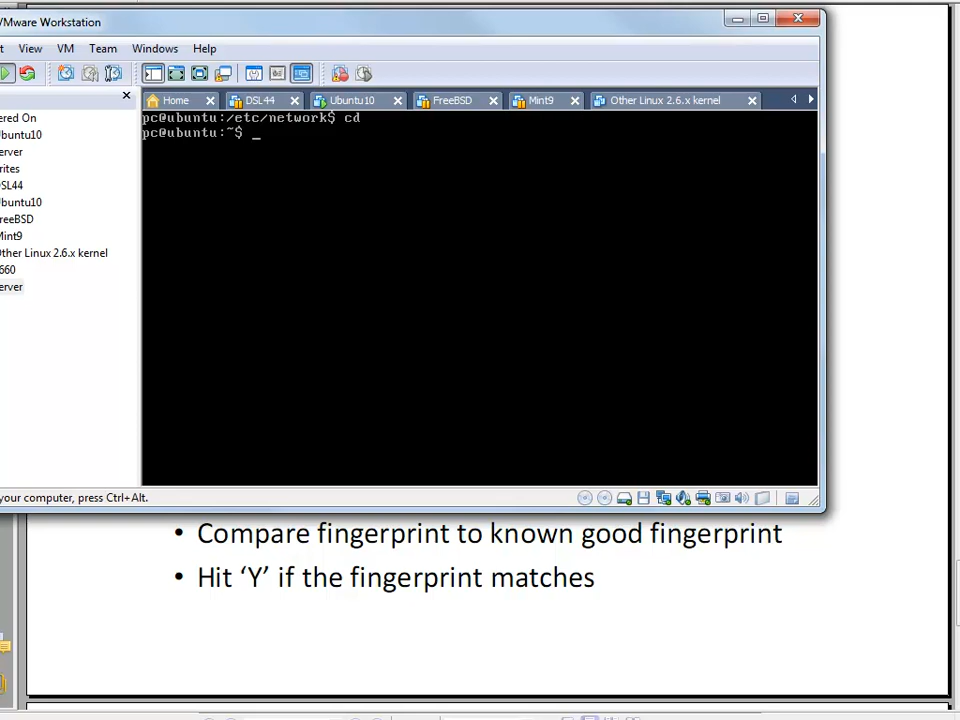 VMware Workstation
t View VM Team Windows Help
Home DSL44 Ubuntu10 FreeBSD Mint9 Other Linux 2.6.x kernel
ered On
buntu10
erver
rites
DSL44
buntu10
reeBSD
Mint9
ther Linux 2.6.x kernel
660
erver
pc@ubuntu:/etc/network$ cd
pc@ubuntu:~$ _
your computer, press Ctrl+Alt.
• Compare fingerprint to known good fingerprint
• Hit ‘Y’ if the fingerprint matches